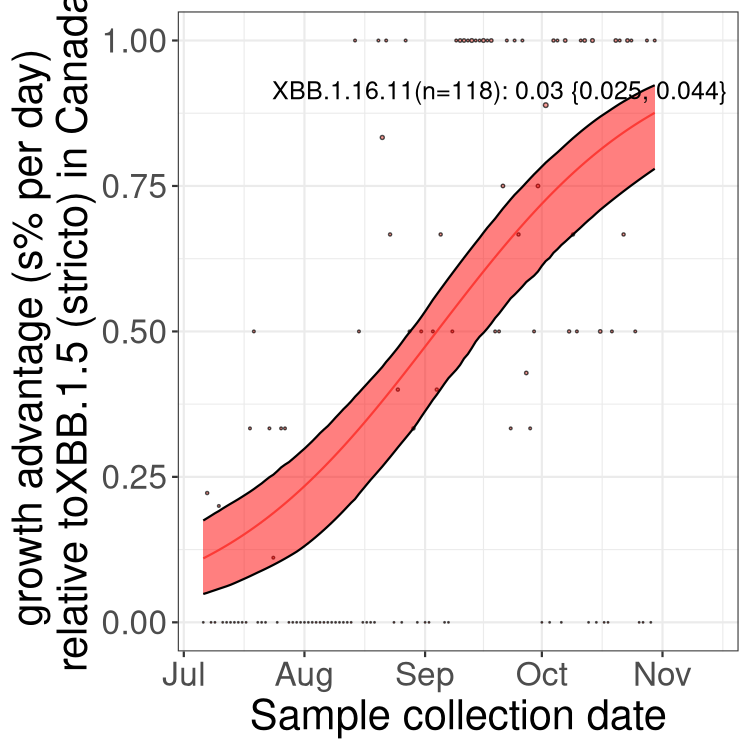 growth advantage (s% per day)
relative toXBB.1.5 (stricto) in Canada
1.00
0.75
0.50
0.25
0.00
XBB.1.16.11(n=118): 0.03 {0.025, 0.044}
Jul Aug Sep Oct Nov
Sample collection date